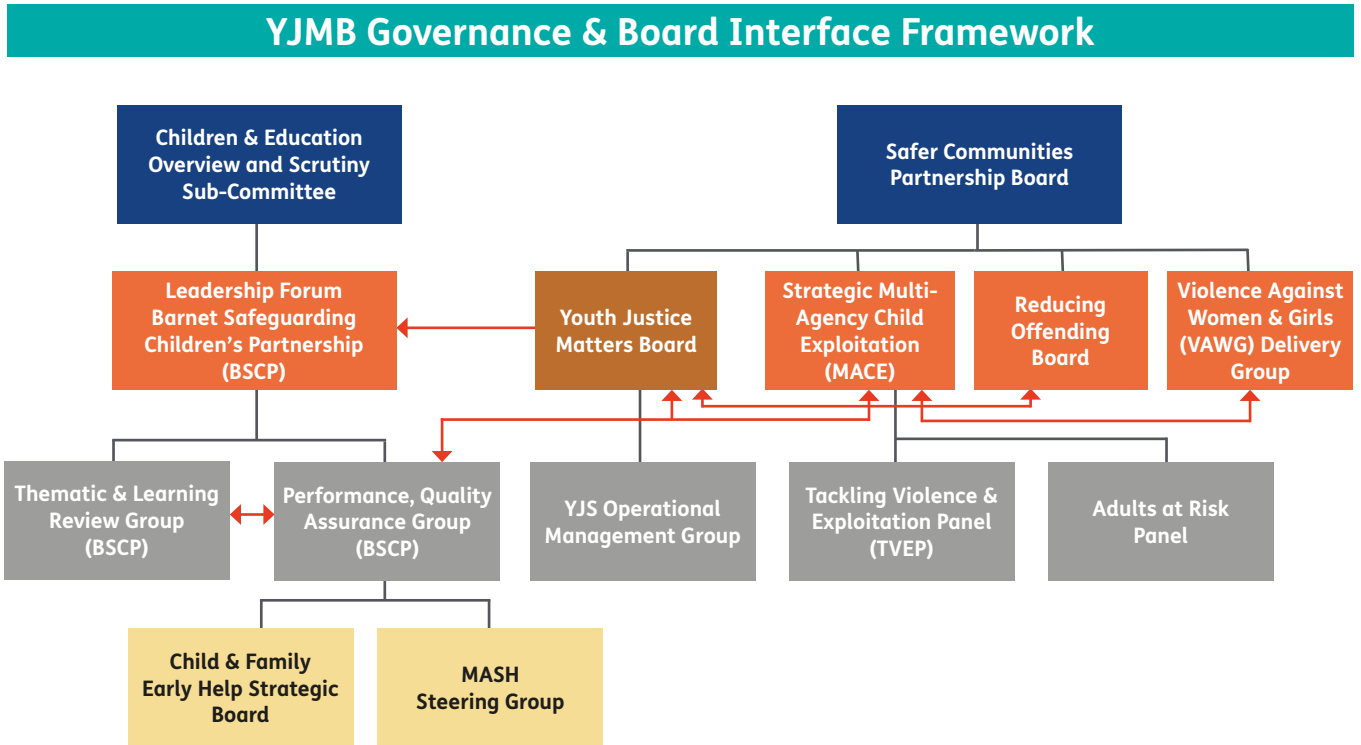 YJMB Governance & Board Interface Framework
Children & Education
Overview and Scrutiny
Sub-Committee
Safer Communities
Partnership Board
Leadership Forum
Barnet Safeguarding
Children’s Partnership
(BSCP)
Youth Justice
Matters Board
Strategic Multi-
Agency Child
Exploitation
(MACE)
Reducing
Offending
Board
Violence Against
Women & Girls
(VAWG) Delivery
Group
Thematic & Learning
Review Group
(BSCP)
Performance, Quality
Assurance Group
(BSCP)
YJS Operational
Management Group
Tackling Violence &
Exploitation Panel
(TVEP)
Adults at Risk
Panel
Child & Family
Early Help Strategic
Board
MASH
Steering Group